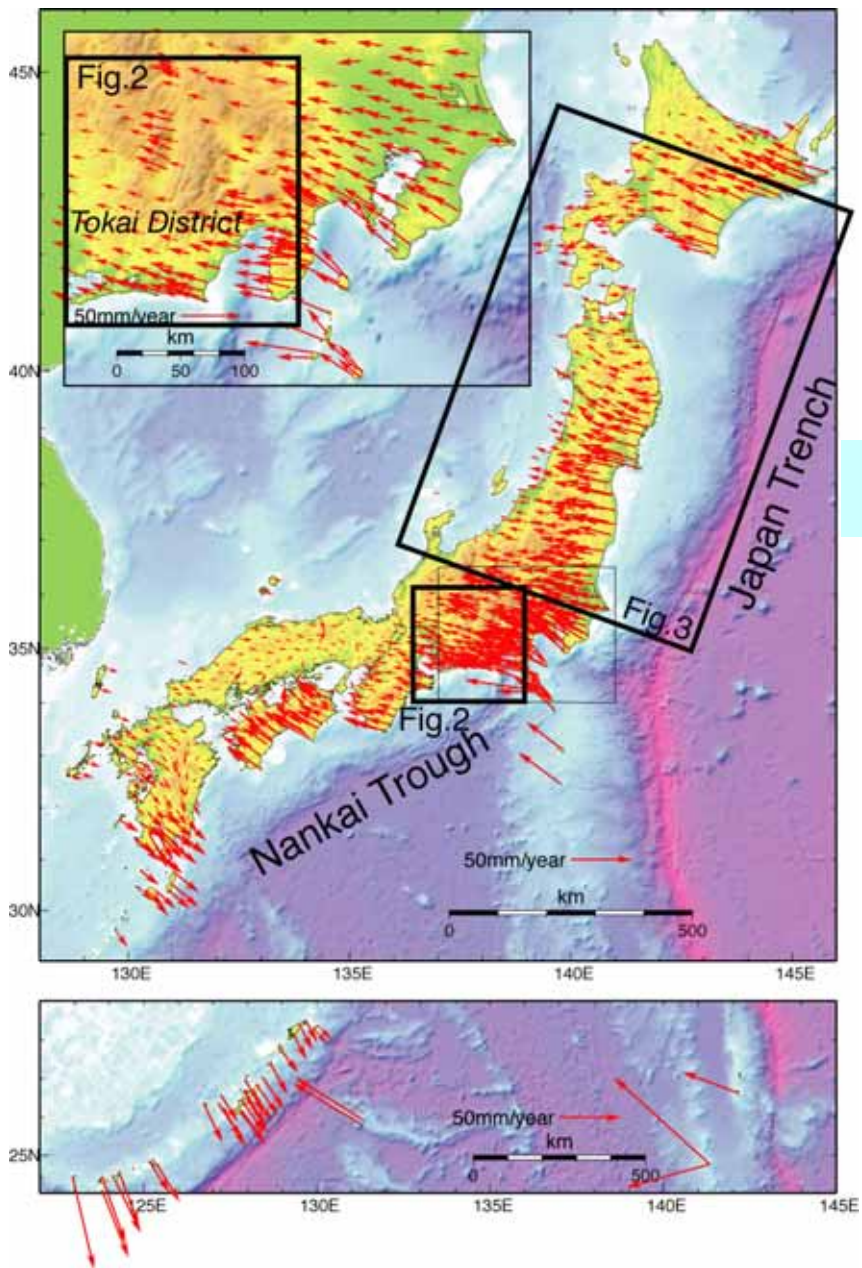 45N
Fig.2
Tokai District
50mm/year
km
0 50 100
40N
Japan Trench
Fig.3
35N
Fig.2
Nankai Trough
50mm/year
km
0 500
30N
130E 135E 140E 145E
50mm/year
km
0 500
25N
125E 130E 135E 140E 145E